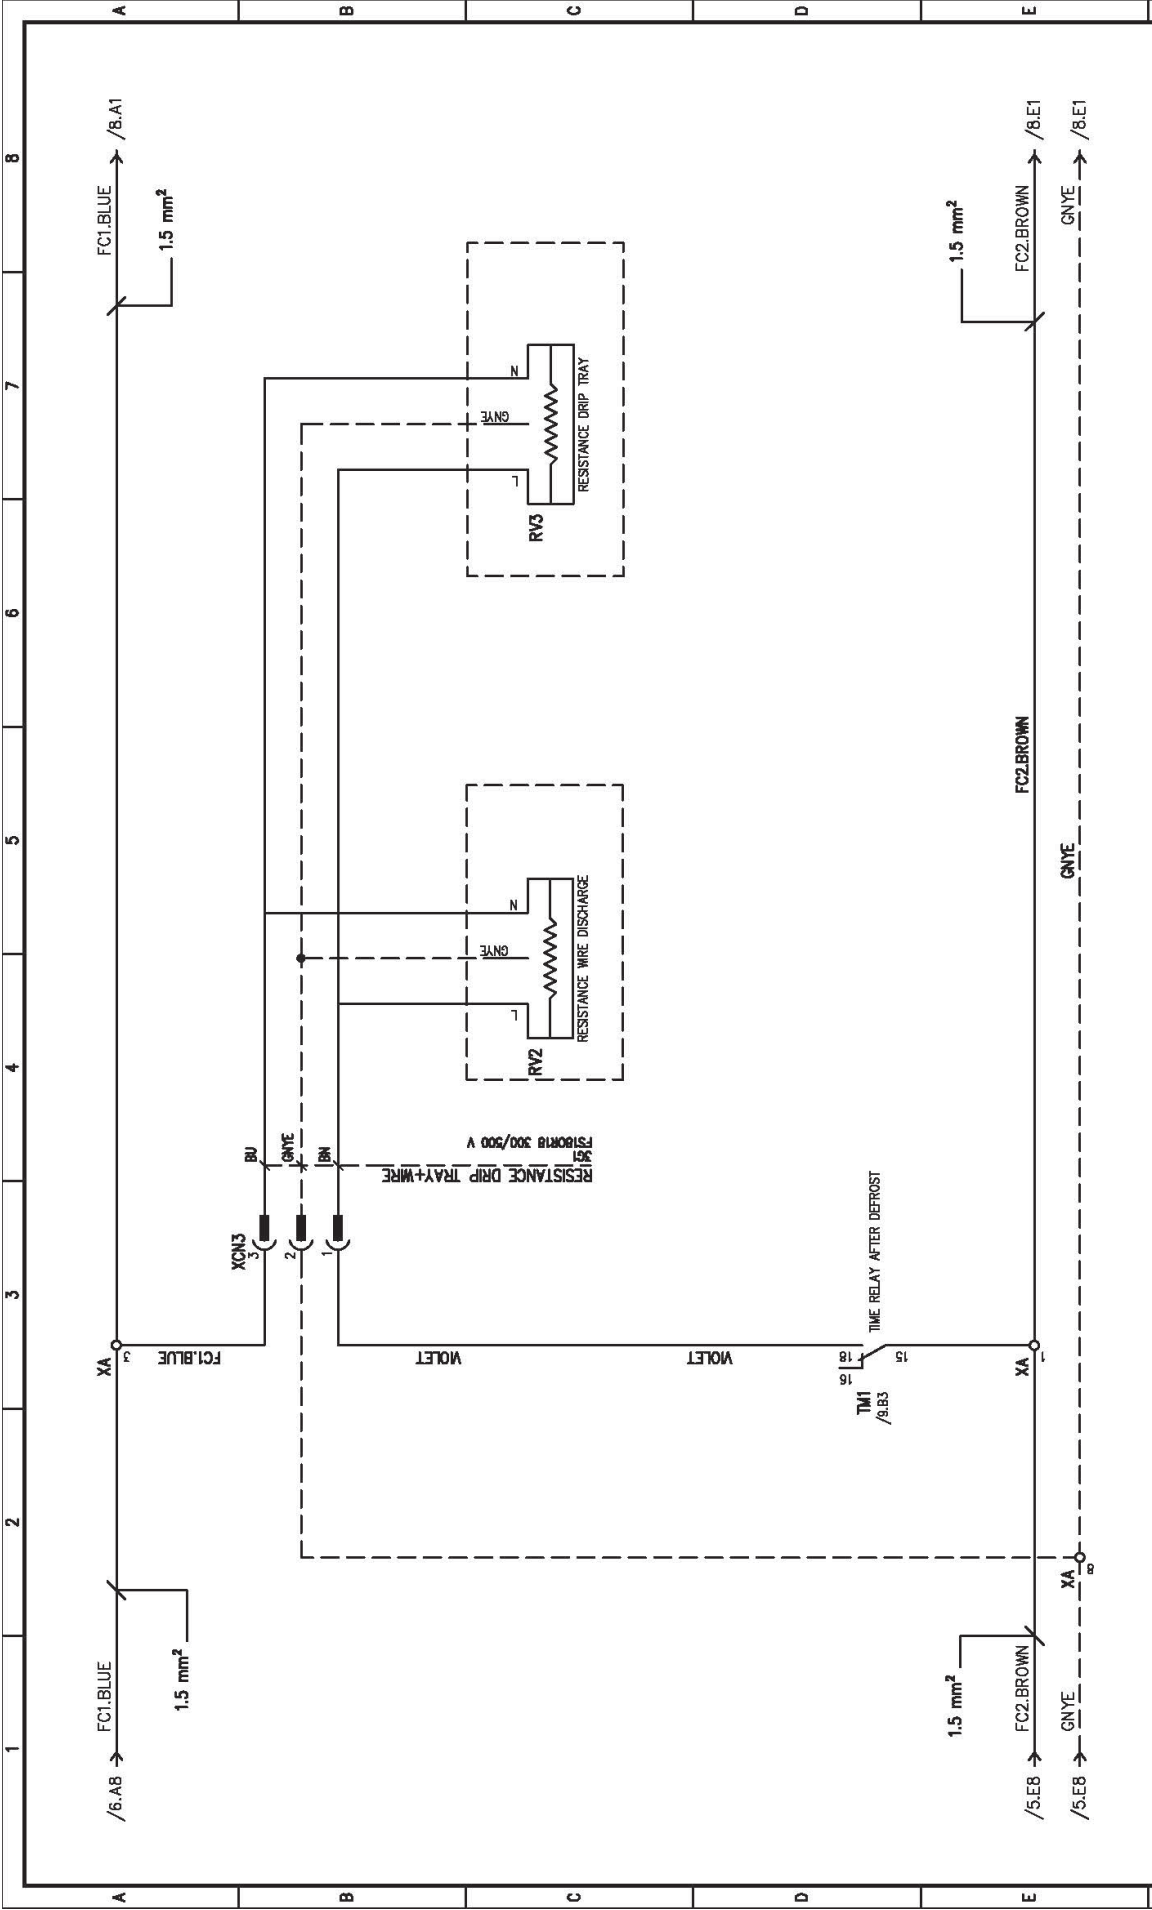 A
B
C
D
E
8
7
6
5
4
3
2
1
/8.A1
FC1.BLUE
1.5 mm²
/8.E1
/8.E1
FC2.BROWN
GNYE
1.5 mm²
N
GNYE
L
RV3
RESISTANCE DRIP TRAY
FC2.BROWN
GNYE
N
GNYE
L
RV2
RESISTANCE WIRE DISCHARGE
BU
GNYE
BN
RESISTANCE DRIP TRAY+WIRE
3G1
FS180R18 300/500 V
XCN3
3
2
1
XA
3
FC1.BLUE
VIOLET
VIOLET
18
16
15
TM1
/9.B3
TIME RELAY AFTER DEFROST
XA
1
XA
8
FC1.BLUE
1.5 mm²
/6.A8
1.5 mm²
FC2.BROWN
GNYE
/5.E8
/5.E8
A
B
C
D
E